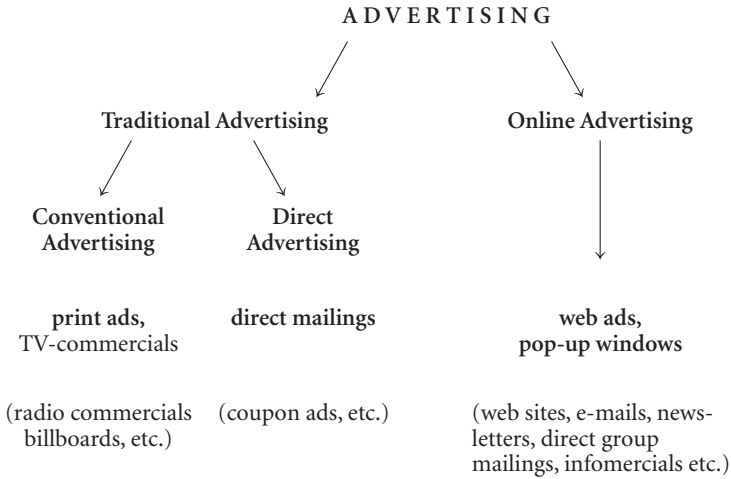 ADVERTISING
Traditional Advertising
Online Advertising
Conventional
Advertising
Direct
Advertising
print ads,
TV-commercials
direct mailings
web ads,
pop-up windows
(radio commercials
billboards, etc.)
(coupon ads, etc.)
(web sites, e-mails, news-
letters, direct group
mailings, infomercials etc.)